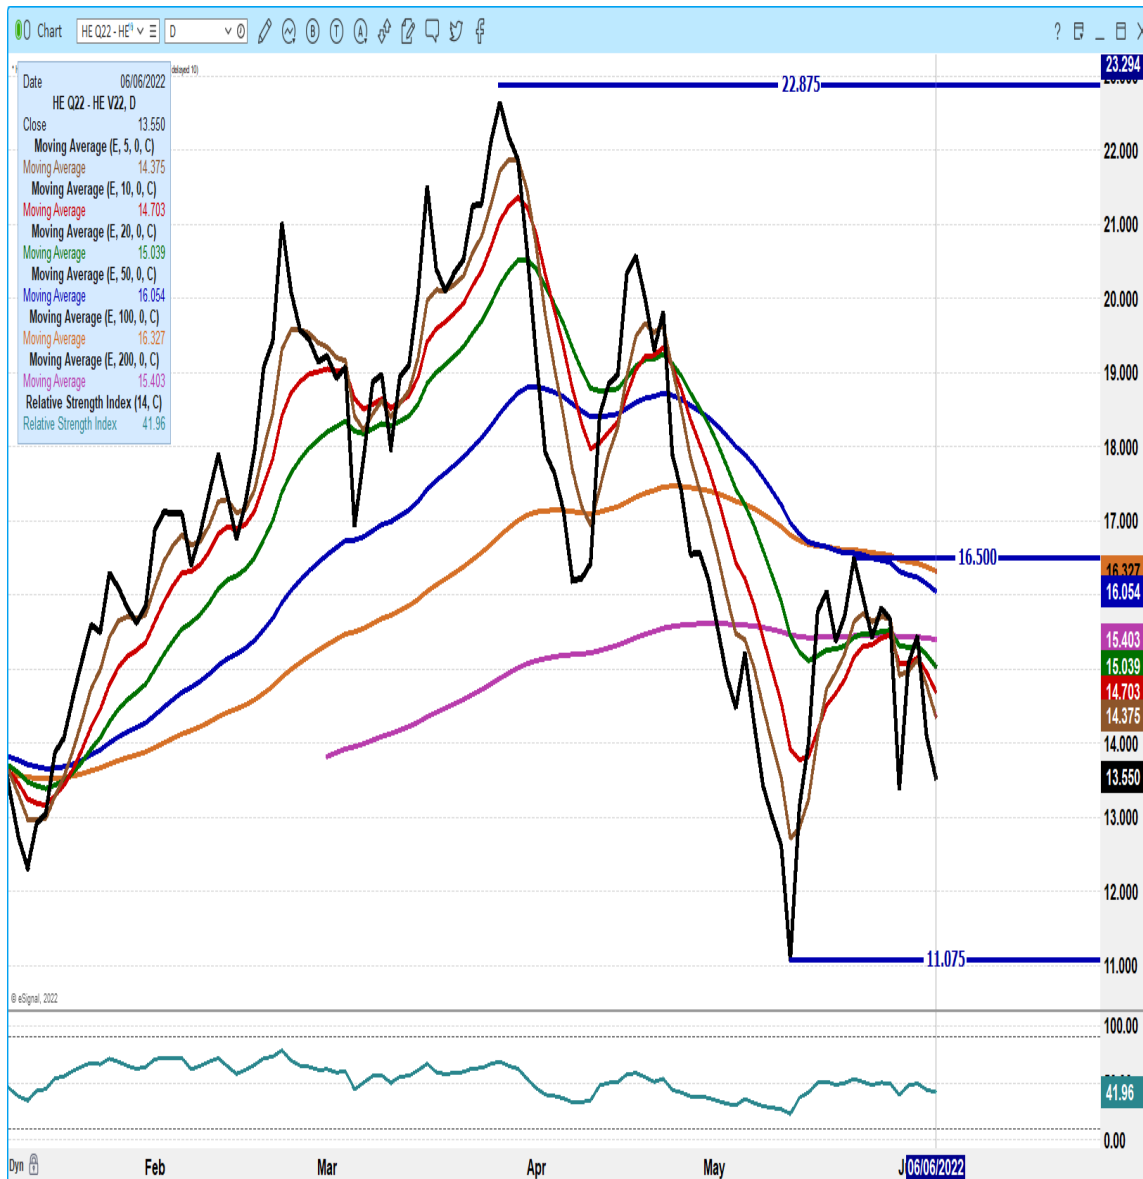 Chart HE Q22 - HE D
delayed 10)
Date 06/06/2022
HE Q22 - HE V22, D
Close 13.550
Moving Average (E, 5, 0, C)
Moving Average 14.375
Moving Average (E, 10, 0, C)
Moving Average 14.703
Moving Average (E, 20, 0, C)
Moving Average 15.039
Moving Average (E, 50, 0, C)
Moving Average 16.054
Moving Average (E, 100, 0, C)
Moving Average 16.327
Moving Average (E, 200, 0, C)
Moving Average 15.403
Relative Strength Index (14, C)
Relative Strength Index 41.96
22.875
16.500
11.075
23.294
22.000
21.000
20.000
19.000
18.000
17.000
16.327
16.054
15.403
15.039
14.703
14.375
14.000
13.550
13.000
12.000
11.000
© eSignal, 2022
100.00
41.96
0.00
Dyn Feb Mar Apr May 06/06/2022